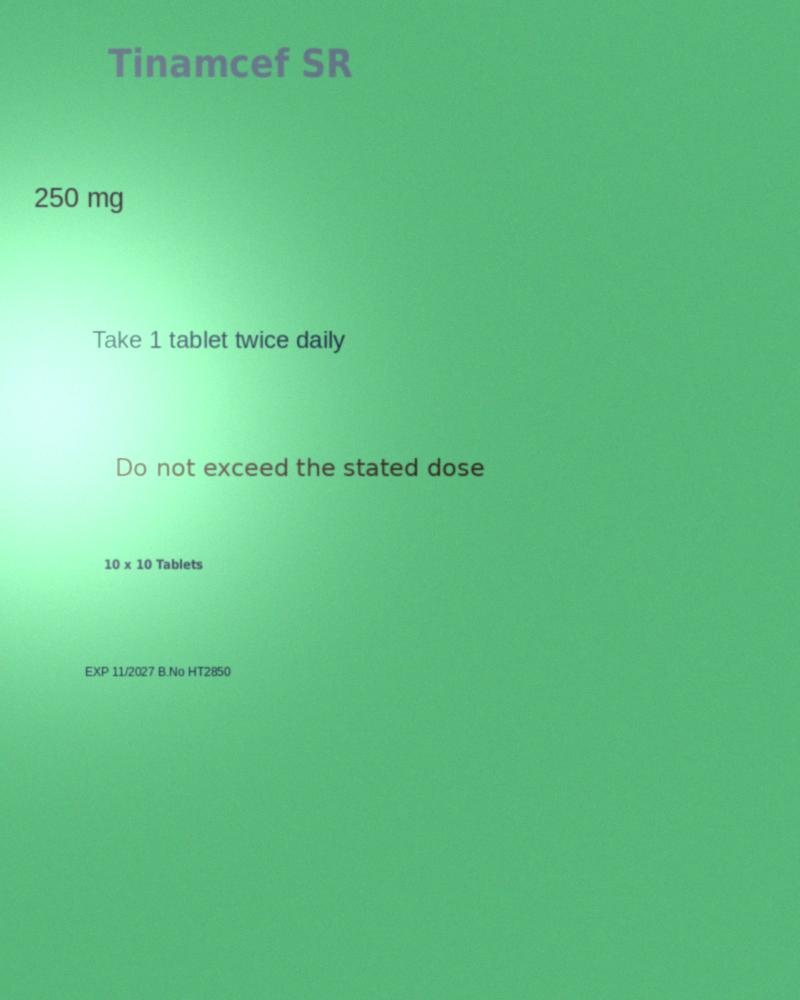 Tinamcef SR
250 mg
Take 1 tablet twice daily
Do not exceed the stated dose
10 x 10 Tablets
EXP 11/2027 B.No HT2850